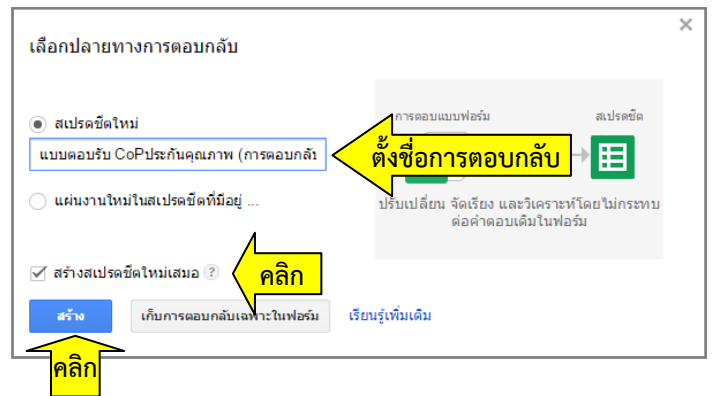 ×
เลือกปลายทางการตอบกลับ
สเปรดชีตใหม่
แบบตอบรับ CoPประกันคุณภาพ (การตอบกลับ
ตั้งชื่อการตอบกลับ
การตอบแบบฟอร์ม
สเปรดชีต
แผ่นงานใหม่ในสเปรดชีตที่มีอยู่ ...
ปรับเปลี่ยน จัดเรียง และวิเคราะห์โดยไม่กระทบ
ต่อคำตอบเดิมในฟอร์ม
สร้างสเปรดชีตใหม่เสมอ ?
คลิก
สร้าง
เก็บการตอบกลับเฉพาะในฟอร์ม
เรียนรู้เพิ่มเติม
คลิก